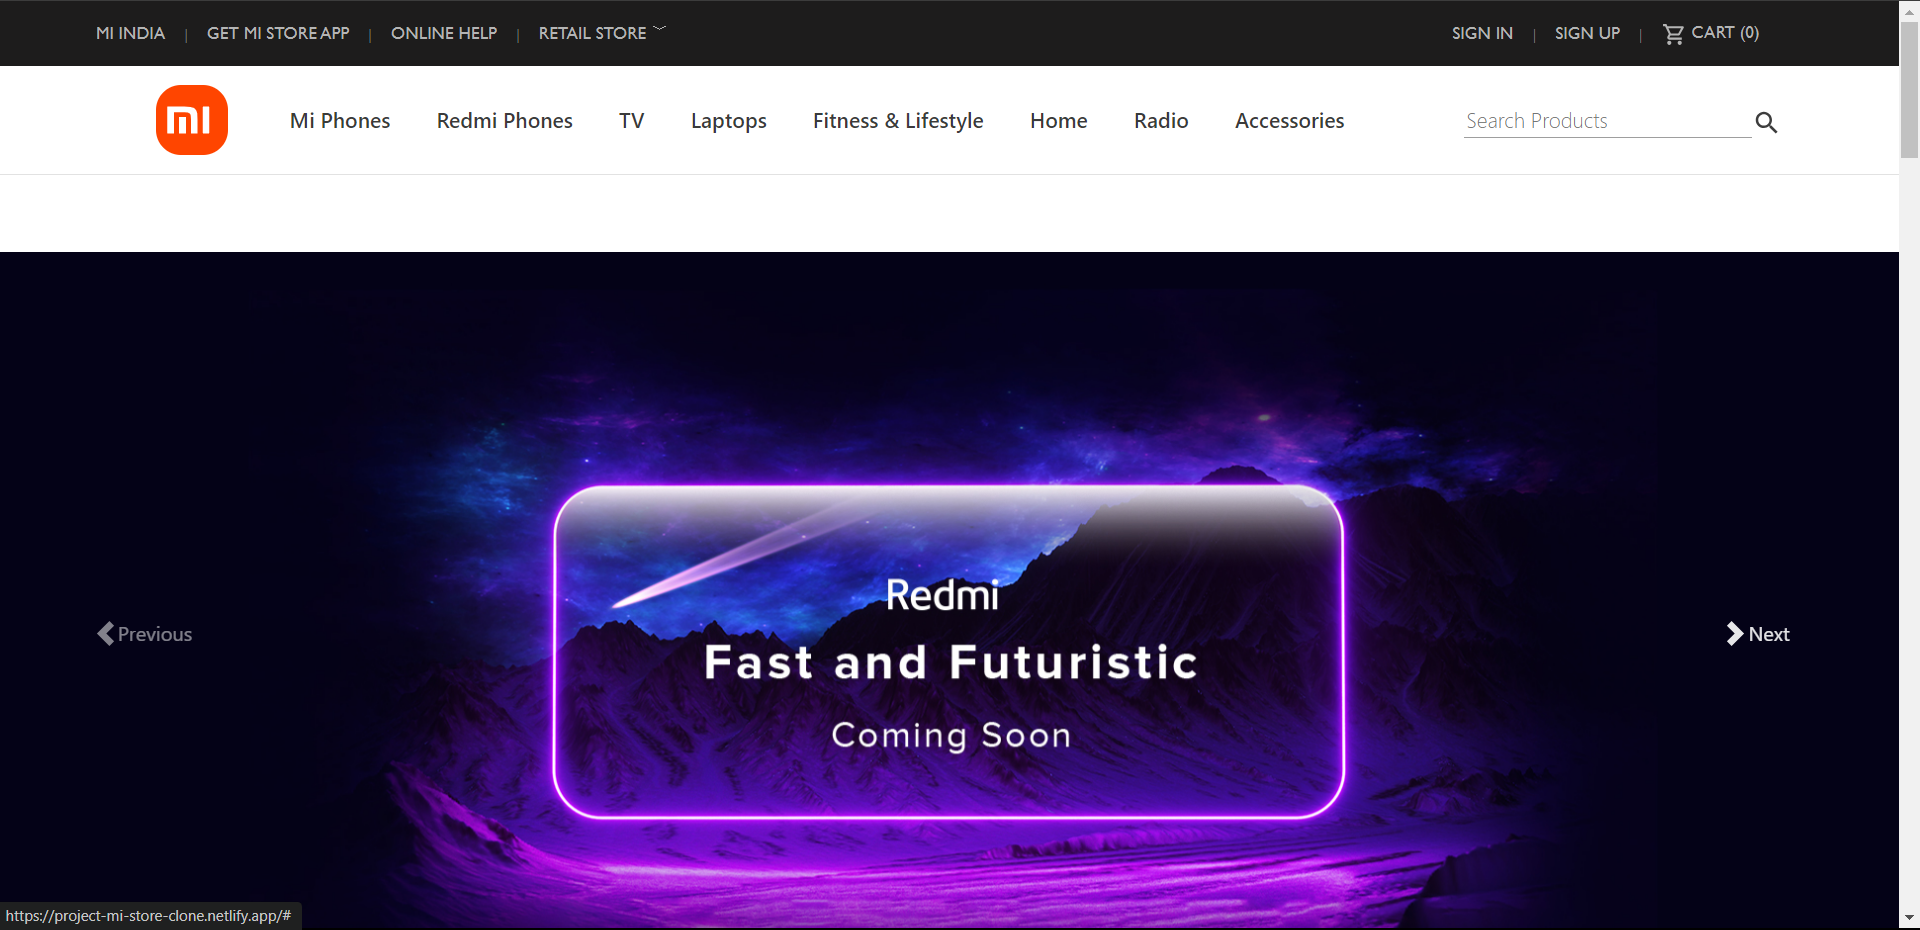 MI INDIA | GET MI STORE APP | ONLINE HELP | RETAIL STORE SIGN IN | SIGN UP | CART (0)
mi Mi Phones Redmi Phones TV Laptops Fitness & Lifestyle Home Radio Accessories Search Products
Redmi
Previous Next
Fast and Futuristic
Coming Soon
https://project-mi-store-clone.netlify.app/#